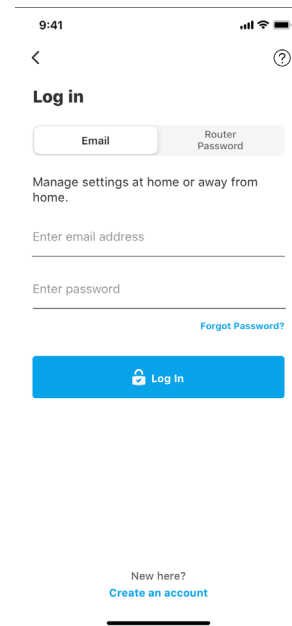 9:41
Log in
Email
Router
Password
Manage settings at home or away from
home.
Enter email address
Enter password
Forgot Password?
Log In
New here?
Create an account